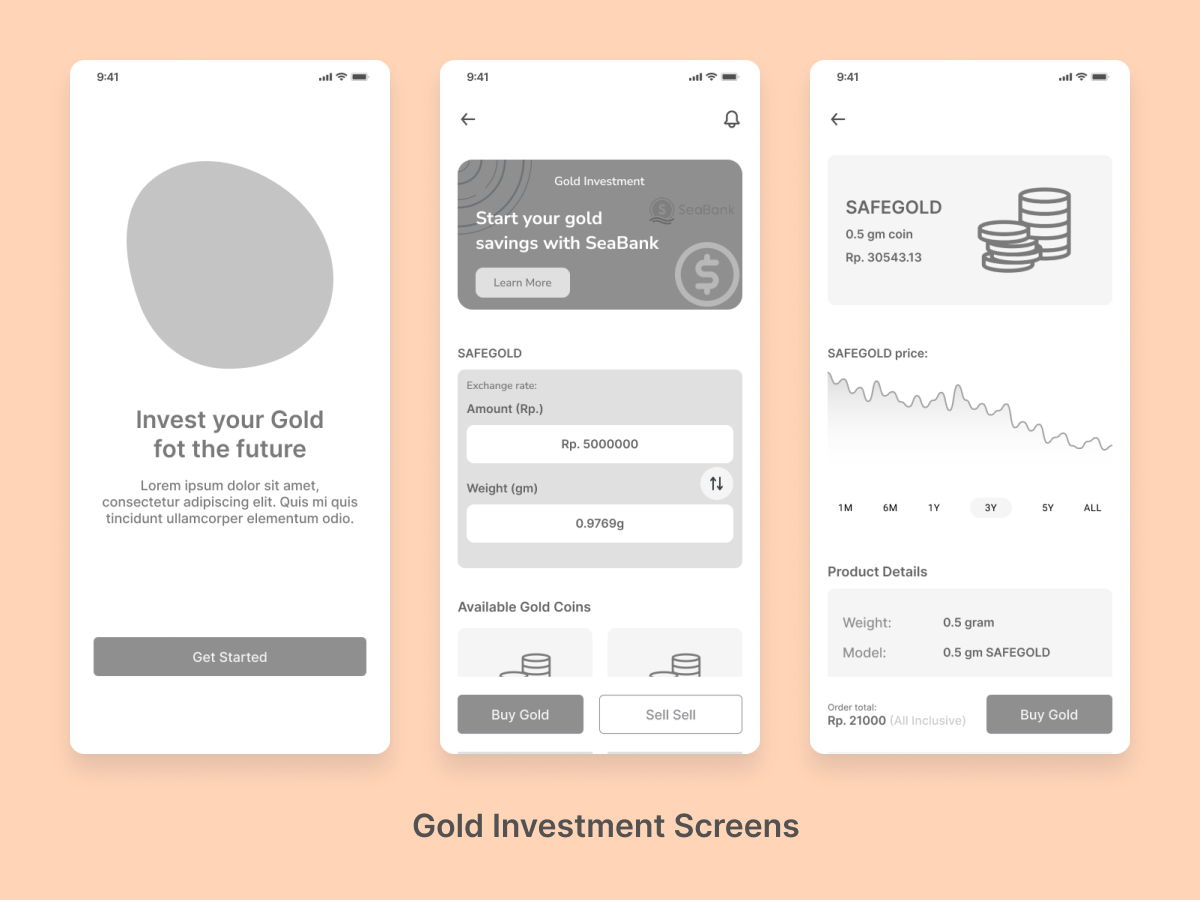 9:41
Invest your Gold
fot the future
Lorem ipsum dolor sit amet,
consectetur adipiscing elit. Quis mi quis
tincidunt ullamcorper elementum odio.
Get Started
9:41
Gold Investment
Start your gold
savings with SeaBank
SeaBank
Learn More
SAFEGOLD
Exchange rate:
Amount (Rp.)
Rp. 5000000
Weight (gm)
0.9769g
Available Gold Coins
Buy Gold
Sell Sell
9:41
SAFEGOLD
0.5 gm coin
Rp. 30543.13
SAFEGOLD price:
1M 6M 1Y 3Y 5Y ALL
Product Details
Weight: 0.5 gram
Model: 0.5 gm SAFEGOLD
Order total:
Rp. 21000 (All Inclusive)
Buy Gold
Gold Investment Screens